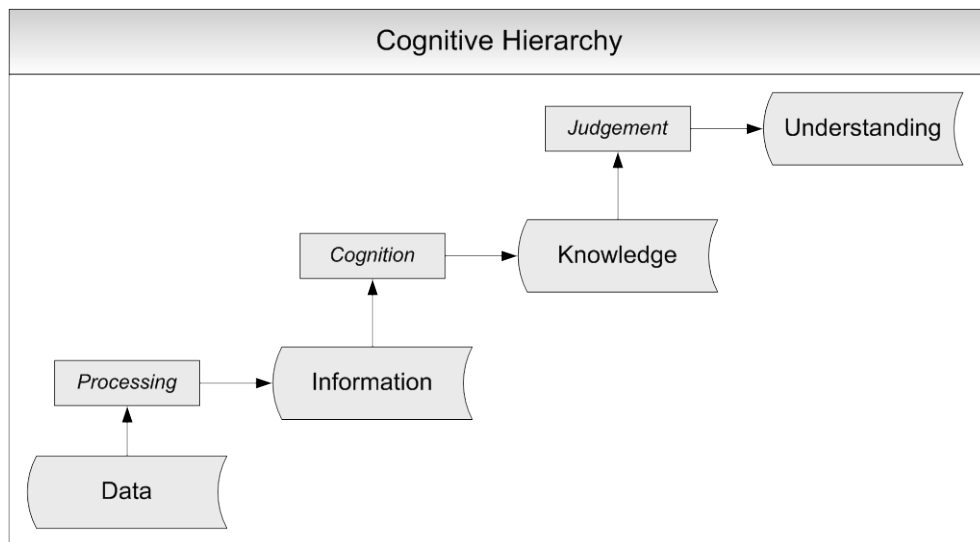 Cognitive Hierarchy
Judgement
Understanding
Cognition
Knowledge
Processing
Information
Data